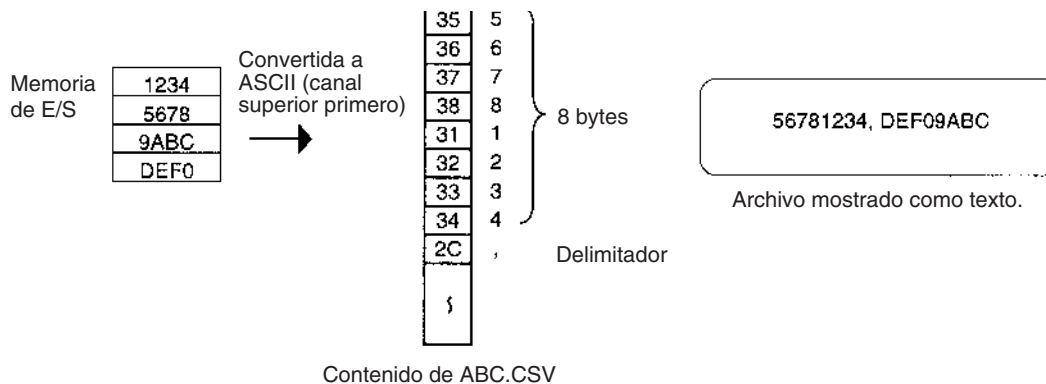 Memoria
de E/S
1234
5678
9ABC
DEF0
Convertida a
ASCII (canal
superior primero)
35 5
36 6
37 7
38 8
31 1
32 2
33 3
34 4
2C ,
8 bytes
Delimitador
Contenido de ABC.CSV
56781234, DEF09ABC
Archivo mostrado como texto.